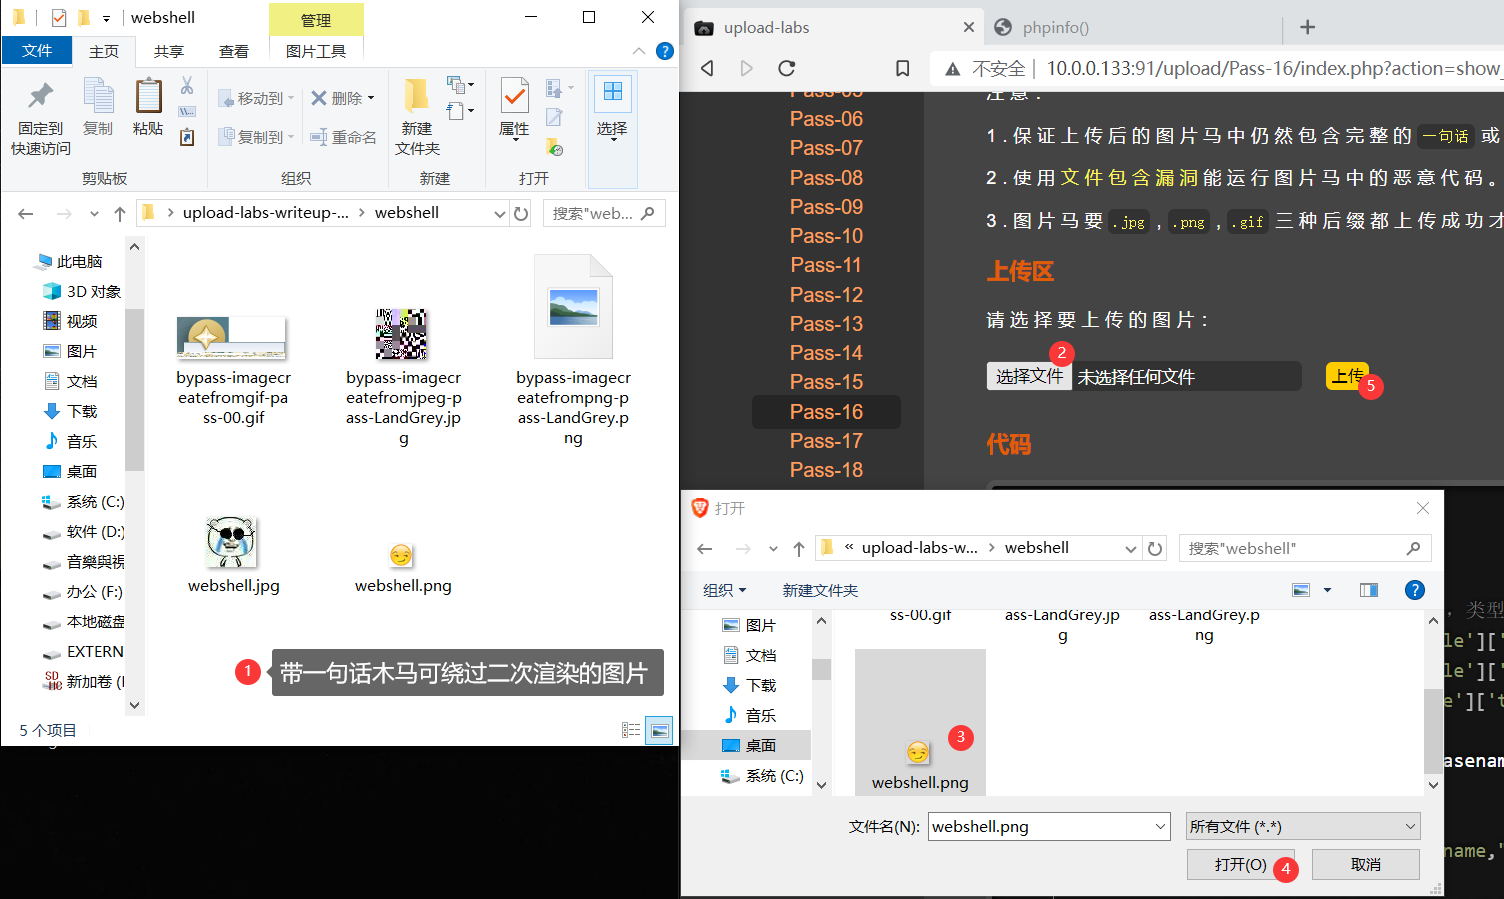 webshell
管理
文件
主页
共享
查看
图片工具
固定到
快速访问
复制
粘贴
移动到
复制到
删除
重命名
新建
文件夹
属性
选择
剪贴板
组织
新建
打开
upload-labs-writeup-... webshell
搜索"web...
此电脑
3D 对象
视频
图片
文档
下载
音乐
桌面
系统 (C:)
软件 (D:)
音樂與視
办公 (F:)
本地磁盘
EXTERN
新加卷 (
bypass-imagecr
eatefromgif-pa
ss-00.gif
bypass-imagecr
eatefromjpeg-p
ass-LandGrey.jp
g
bypass-imagecr
eatefrompng-p
ass-LandGrey.p
ng
webshell.jpg
webshell.png
1 带一句话木马可绕过二次渲染的图片
5 个项目
upload-labs
phpinfo()
不安全 | 10.0.0.133:91/upload/Pass-16/index.php?action=show_
Pass-05
Pass-06
Pass-07
Pass-08
Pass-09
Pass-10
Pass-11
Pass-12
Pass-13
Pass-14
Pass-15
Pass-16
Pass-17
Pass-18
注意：
1.保证上传后的图片马中仍然包含完整的 一句话 或
2.使用文件包含漏洞能运行图片马中的恶意代码。
3.图片马要 .jpg , .png , .gif 三种后缀都上传成功才
上传区
请选择要上传的图片：
2
选择文件 未选择任何文件
上传 5
代码
打开
« upload-labs-w... webshell
搜索"webshell"
组织
新建文件夹
图片
文档
下载
音乐
桌面
系统 (C:)
ss-00.gif
ass-LandGrey.jp
g
ass-LandGrey.p
ng
3
webshell.png
文件名(N): webshell.png
所有文件 (*.*)
打开(O) 4
取消
，类型
le']['
le']['
e']['t
asenam
name,"